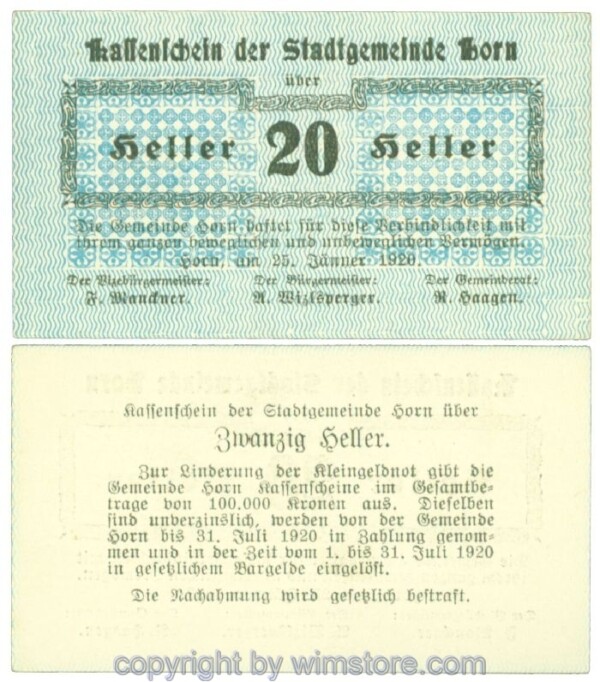 Kassenschein der Stadtgemeinde Horn
über
Heller 20 Heller
Die Gemeinde Horn haftet für diese Verbindlichkeit mit
ihrem ganzen beweglichen und unbeweglichen Vermögen.
Horn, am 25. Jänner 1920.
Der Vizebürgermeister: Der Bürgermeister: Der Gemeinderat:
F. Manckner. A. Wizlsperger. R. Haagen.
Kassenschein der Stadtgemeinde Horn über
Zwanzig Heller.
Zur Linderung der Kleingeldnot gibt die
Gemeinde Horn Kassenscheine im Gesamtbe-
trage von 100.000 Kronen aus. Dieselben
sind unverzinslich, werden von der Gemeinde
Horn bis 31. Juli 1920 in Zahlung genom-
men und in der Zeit vom 1. bis 31. Juli 1920
in gesetzlichem Bargelde eingelöst.
Die Nachahmung wird gesetzlich bestraft.
copyright by wimstore.com